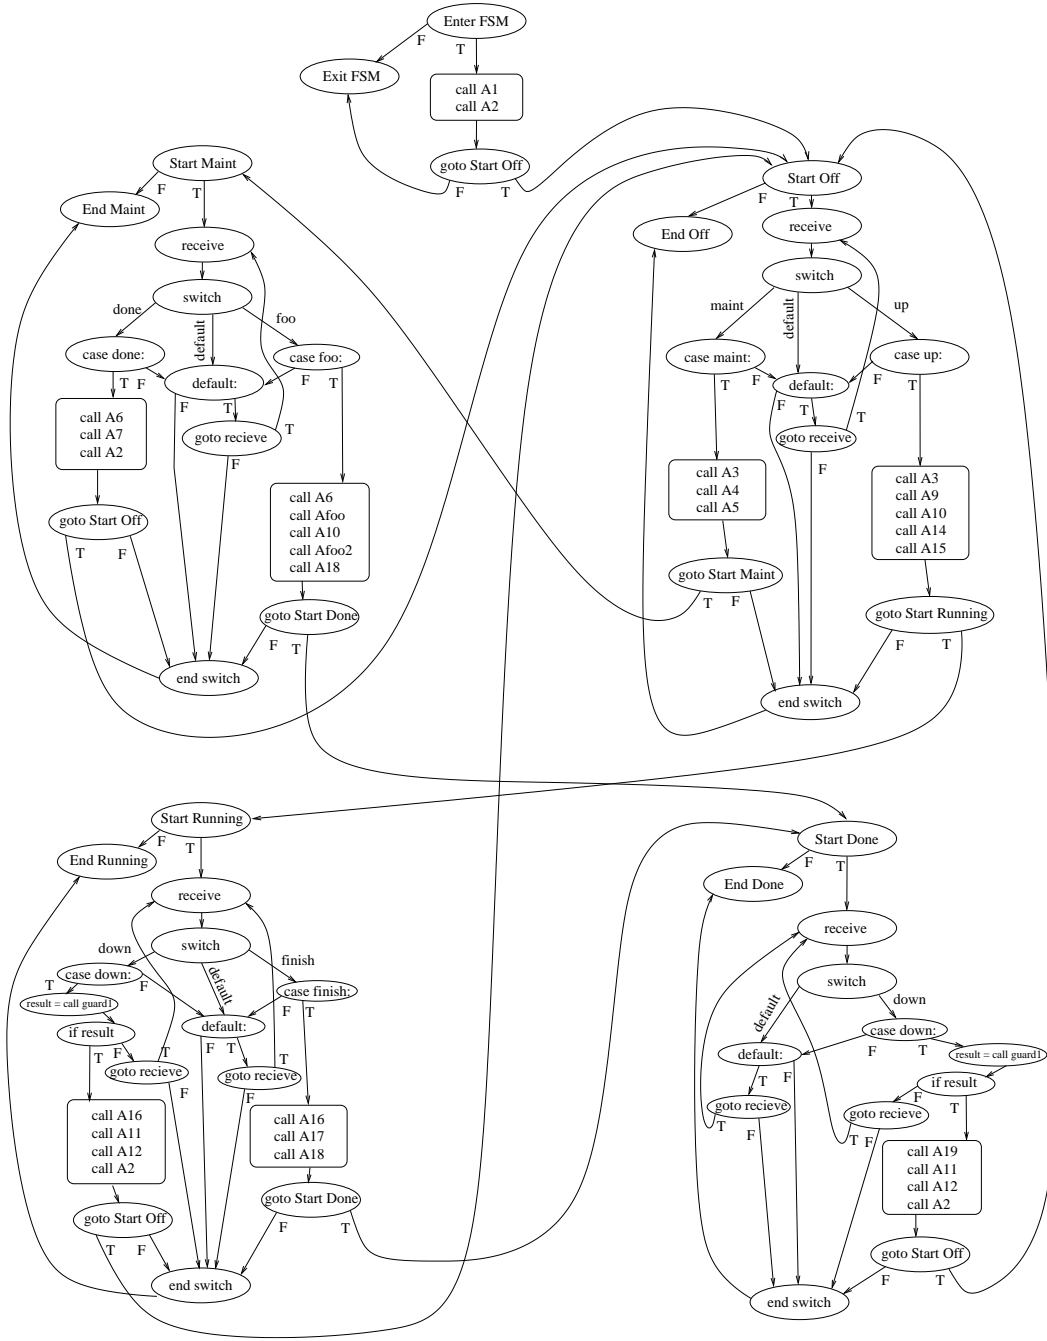 Enter FSM
F
T
Exit FSM
call A1
call A2
goto Start Off
F
T
Start Maint
F
T
End Maint
receive
switch
done
default
foo
case done:
case foo:
T
F
default:
F
T
F
T
call A6
call A7
call A2
goto recieve
T
F
goto Start Off
T
F
call A6
call Afoo
call A10
call Afoo2
call A18
goto Start Done
F
T
end switch
Start Off
F
T
End Off
receive
switch
maint
default
up
case maint:
case up:
T
F
default:
F
T
F
T
goto receive
T
F
call A3
call A4
call A5
call A3
call A9
call A10
call A14
call A15
goto Start Maint
T
F
goto Start Running
F
T
end switch
Start Running
F
T
End Running
receive
switch
down
default
finish
case down:
T
F
case finish:
F
T
result = call guard1
default:
F
T
if result
T
F
goto recieve
T
F
goto recieve
T
F
call A16
call A11
call A12
call A2
call A16
call A17
call A18
goto Start Off
T
F
goto Start Done
F
T
end switch
Start Done
F
T
End Done
receive
switch
default
down
case down:
F
T
default:
T
F
result = call guard1
if result
F
T
goto recieve
T
F
goto recieve
T
F
call A19
call A11
call A12
call A2
goto Start Off
F
T
end switch